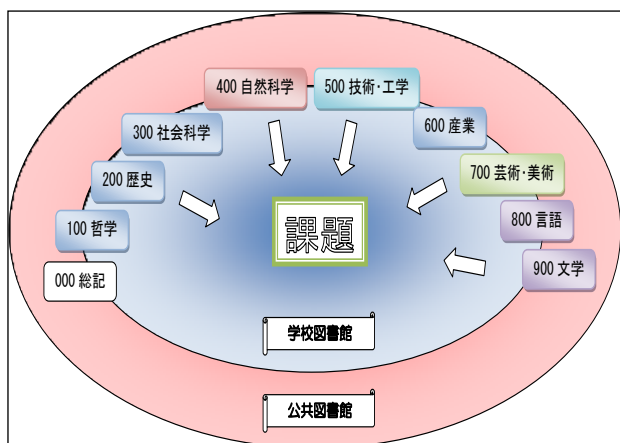 400 自然科学
500 技術・工学
300 社会科学
600 産業
200 歴史
700 芸術・美術
100 哲学
800 言語
000 総記
900 文学
課題
学校図書館
公共図書館